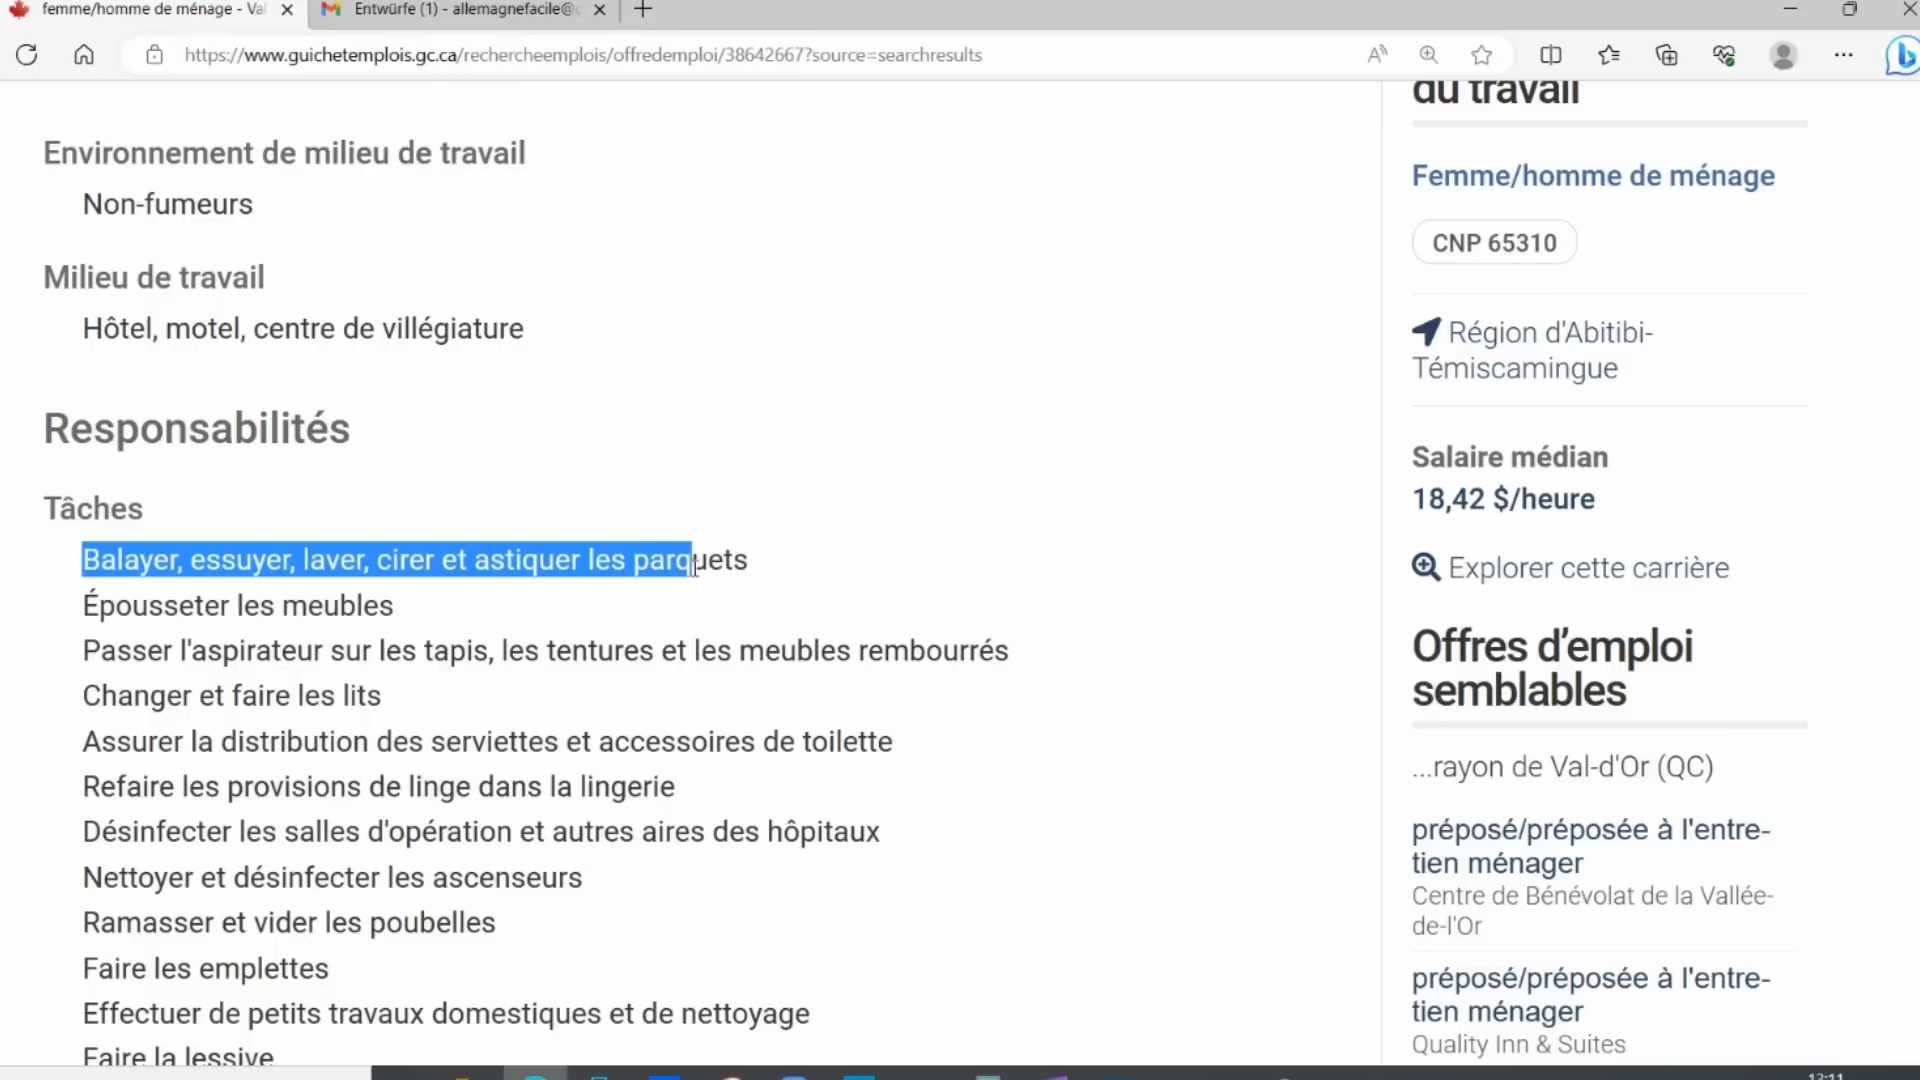 femme/homme de ménage - Val
Entwürfe (1) - allemagnefacile@
https://www.guichetemplois.gc.ca/rechercheemplois/offredemploi/38642667?source=searchresults
Environnement de milieu de travail
Non-fumeurs
Milieu de travail
Hôtel, motel, centre de villégiature
Responsabilités
Tâches
Balayer, essuyer, laver, cirer et astiquer les parquets
Épousseter les meubles
Passer l'aspirateur sur les tapis, les tentures et les meubles rembourrés
Changer et faire les lits
Assurer la distribution des serviettes et accessoires de toilette
Refaire les provisions de linge dans la lingerie
Désinfecter les salles d'opération et autres aires des hôpitaux
Nettoyer et désinfecter les ascenseurs
Ramasser et vider les poubelles
Faire les emplettes
Effectuer de petits travaux domestiques et de nettoyage
Faire la lessive
du travail
Femme/homme de ménage
CNP 65310
Région d'Abitibi-
Témiscamingue
Salaire médian
18,42 $/heure
Explorer cette carrière
Offres d’emploi
semblables
...rayon de Val-d'Or (QC)
préposé/préposée à l'entre-
tien ménager
Centre de Bénévolat de la Vallée-
de-l'Or
préposé/préposée à l'entre-
tien ménager
Quality Inn & Suites